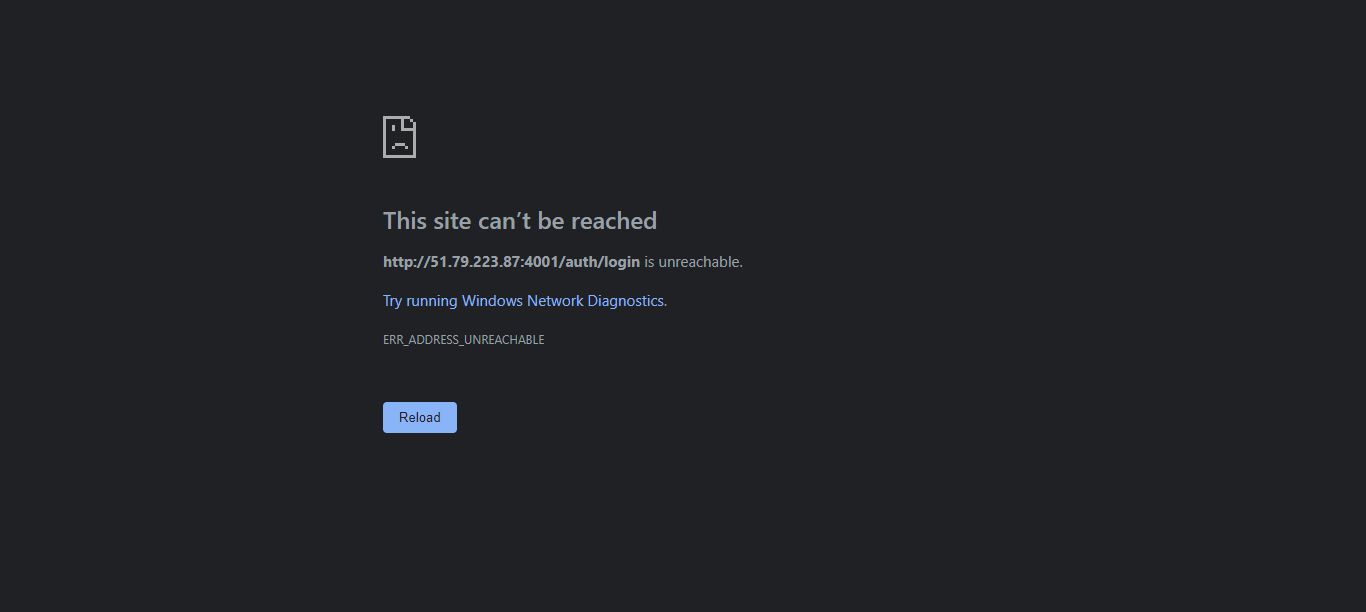 This site can’t be reached
http://51.79.223.87:4001/auth/login is unreachable.
Try running Windows Network Diagnostics.
ERR_ADDRESS_UNREACHABLE
Reload